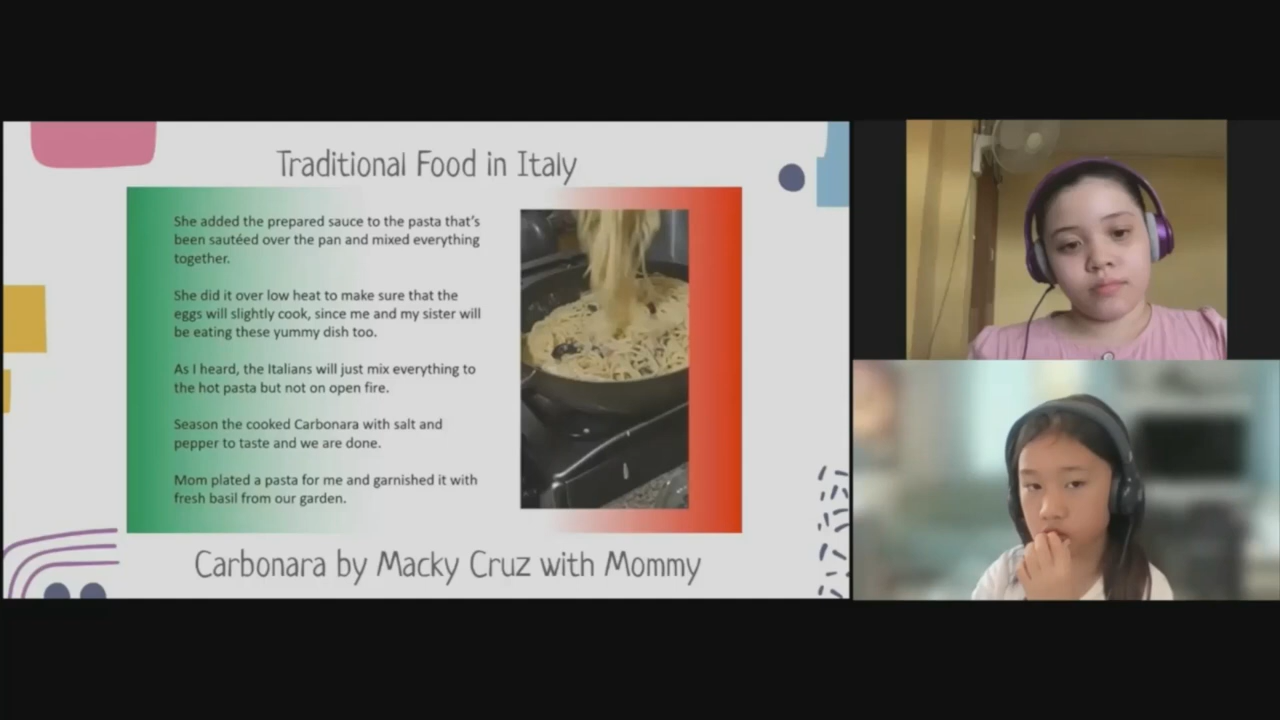 Traditional Food in Italy
She added the prepared sauce to the pasta that's
been sautéed over the pan and mixed everything
together.
She did it over low heat to make sure that the
eggs will slightly cook, since me and my sister will
be eating these yummy dish too.
As I heard, the Italians will just mix everything to
the hot pasta but not on open fire.
Season the cooked Carbonara with salt and
pepper to taste and we are done.
Mom plated a pasta for me and garnished it with
fresh basil from our garden.
Carbonara by Macky Cruz with Mommy